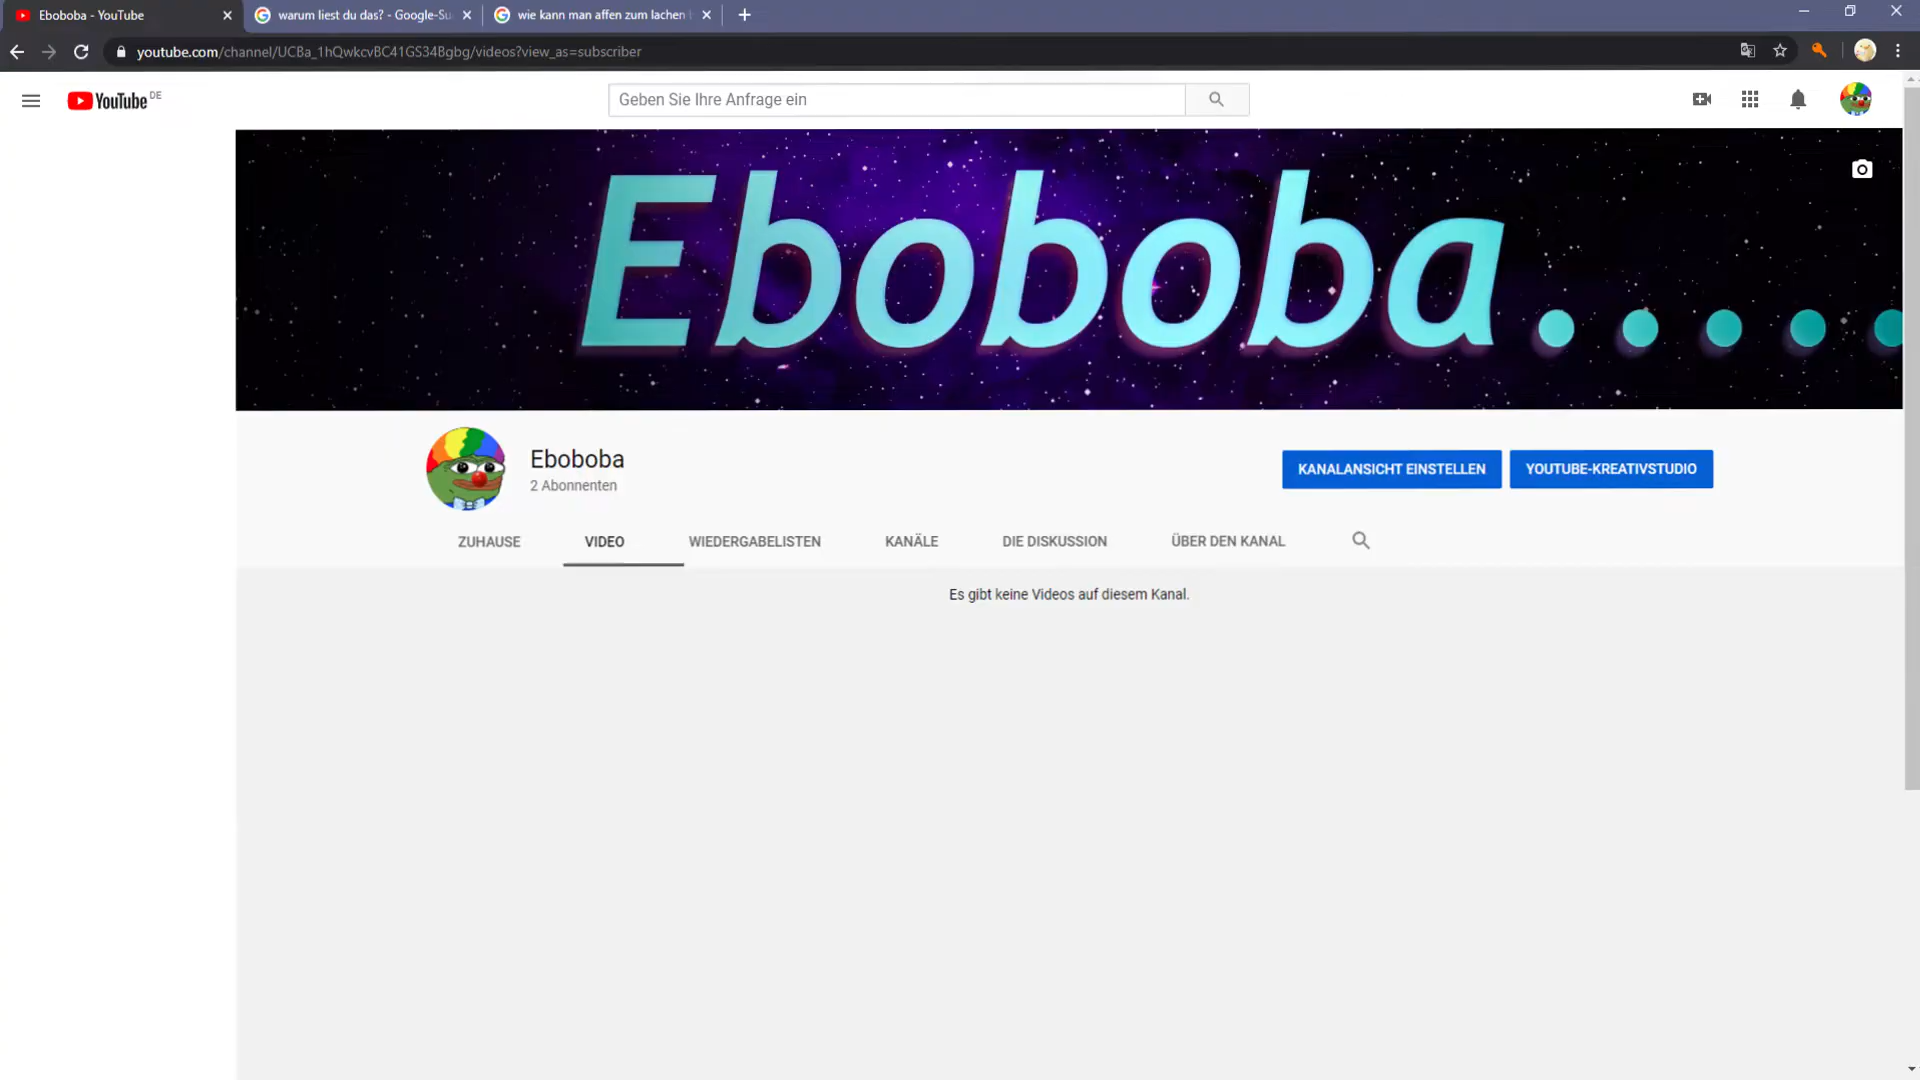 Eboboba - YouTube
warum liest du das? - Google-Su
wie kann man affen zum lachen
youtube.com/channel/UCBa_1hQwkcvBC41GS34Bgbg/videos?view_as=subscriber
YouTube DE
Geben Sie Ihre Anfrage ein
Eboboba.....
Eboboba
2 Abonnenten
KANALANSICHT EINSTELLEN
YOUTUBE-KREATIVSTUDIO
ZUHAUSE
VIDEO
WIEDERGABELISTEN
KANÄLE
DIE DISKUSSION
ÜBER DEN KANAL
Es gibt keine Videos auf diesem Kanal.